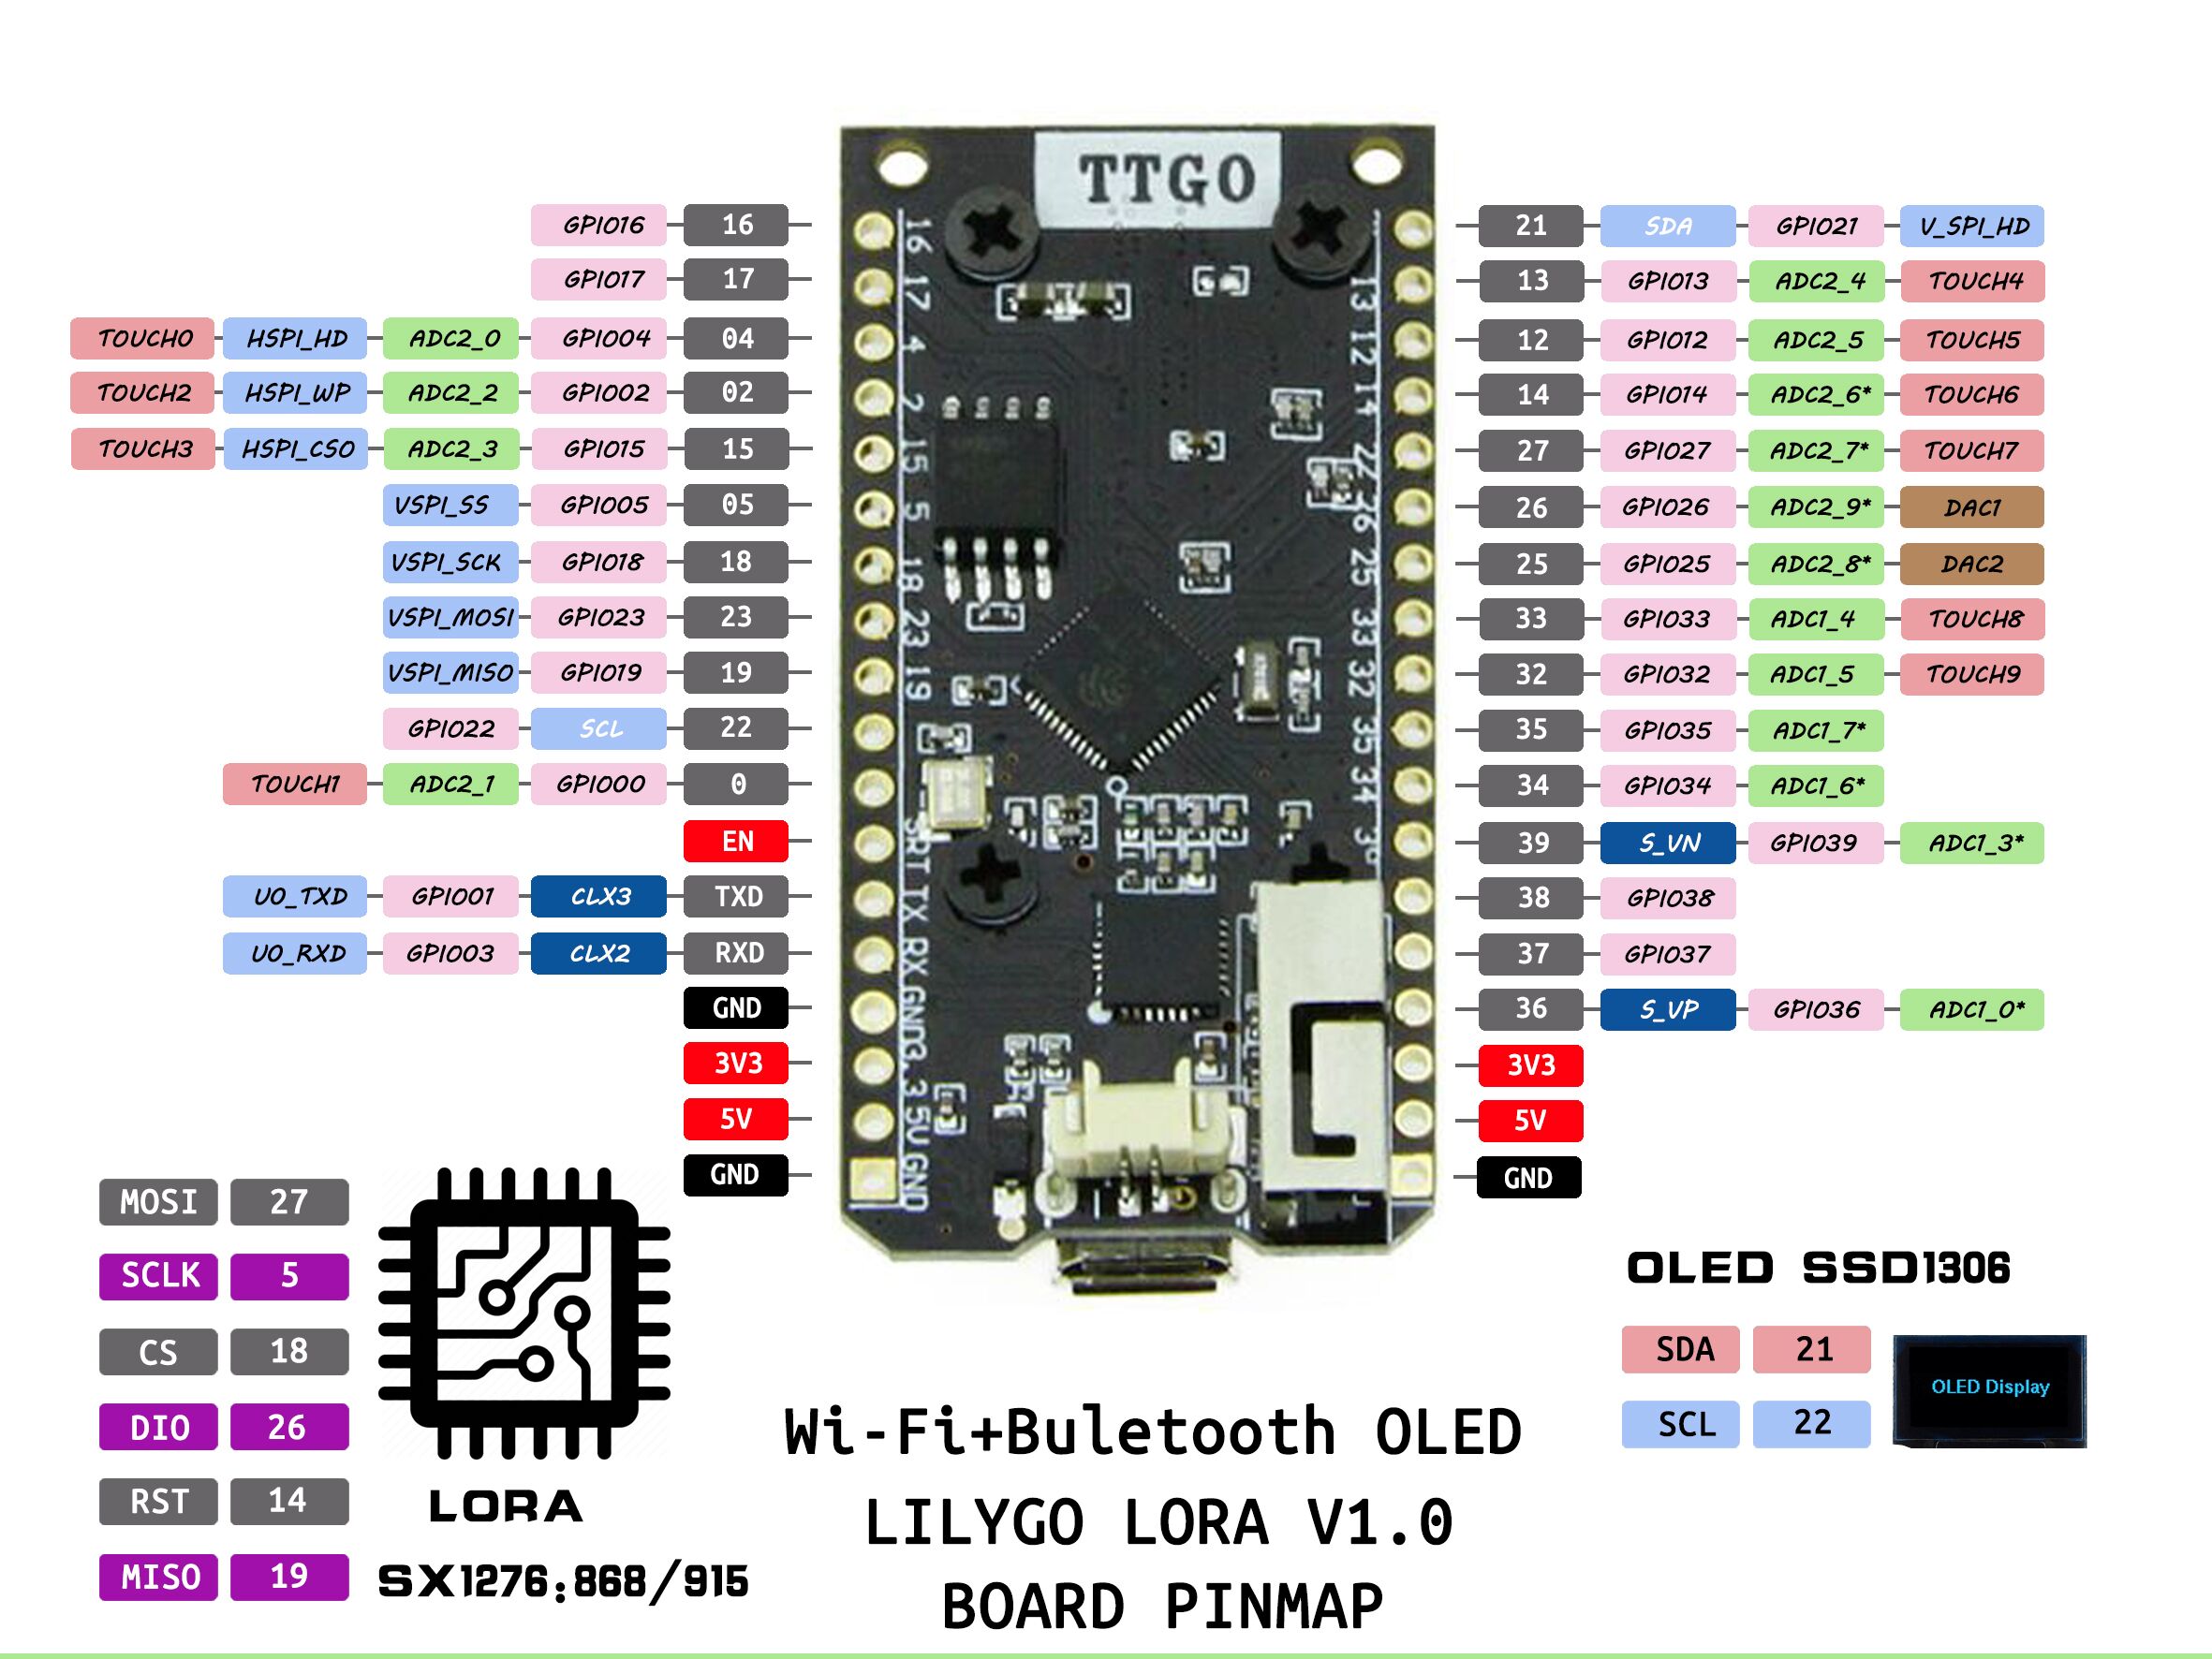 TTGO
GPIO16 16
GPIO17 17
TOUCH0 HSPI_HD ADC2_0 GPIO04 04
TOUCH2 HSPI_WP ADC2_2 GPIO02 02
TOUCH3 HSPI_CS0 ADC2_3 GPIO15 15
VSPI_SS GPIO05 05
VSPI_SCK GPIO18 18
VSPI_MOSI GPIO23 23
VSPI_MISO GPIO19 19
GPIO22 SCL 22
TOUCH1 ADC2_1 GPIO00 0
EN
U0_TXD GPIO01 CLX3 TXD
U0_RXD GPIO03 CLX2 RXD
GND
3V3
5V
GND
16
17
4
2
15
5
18
23
19
TX
RX
GND
3.3
5V
GND
13
12
14
26
25
33
32
35
34
21 SDA GPIO21 V_SPI_HD
13 GPIO13 ADC2_4 TOUCH4
12 GPIO12 ADC2_5 TOUCH5
14 GPIO14 ADC2_6* TOUCH6
27 GPIO27 ADC2_7* TOUCH7
26 GPIO26 ADC2_9* DAC1
25 GPIO25 ADC2_8* DAC2
33 GPIO33 ADC1_4 TOUCH8
32 GPIO32 ADC1_5 TOUCH9
35 GPIO35 ADC1_7*
34 GPIO34 ADC1_6*
39 S_VN GPIO39 ADC1_3*
38 GPIO38
37 GPIO37
36 S_VP GPIO36 ADC1_0*
3V3
5V
GND
MOSI 27
SCLK 5
CS 18
DIO 26
RST 14
MISO 19
LORA
SX1276:868/915
Wi-Fi+Buletooth OLED
LILYGO LORA V1.0
BOARD PINMAP
OLED SSD1306
SDA 21
SCL 22
OLED Display